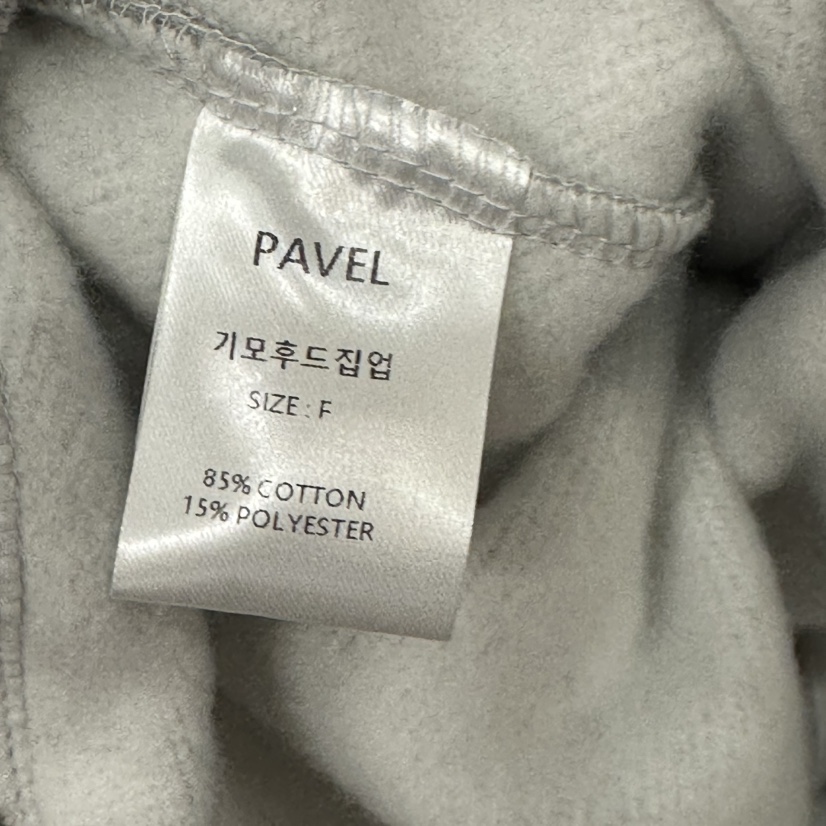 PAVEL
기모후드집업
SIZE : F
85% COTTON
15% POLYESTER